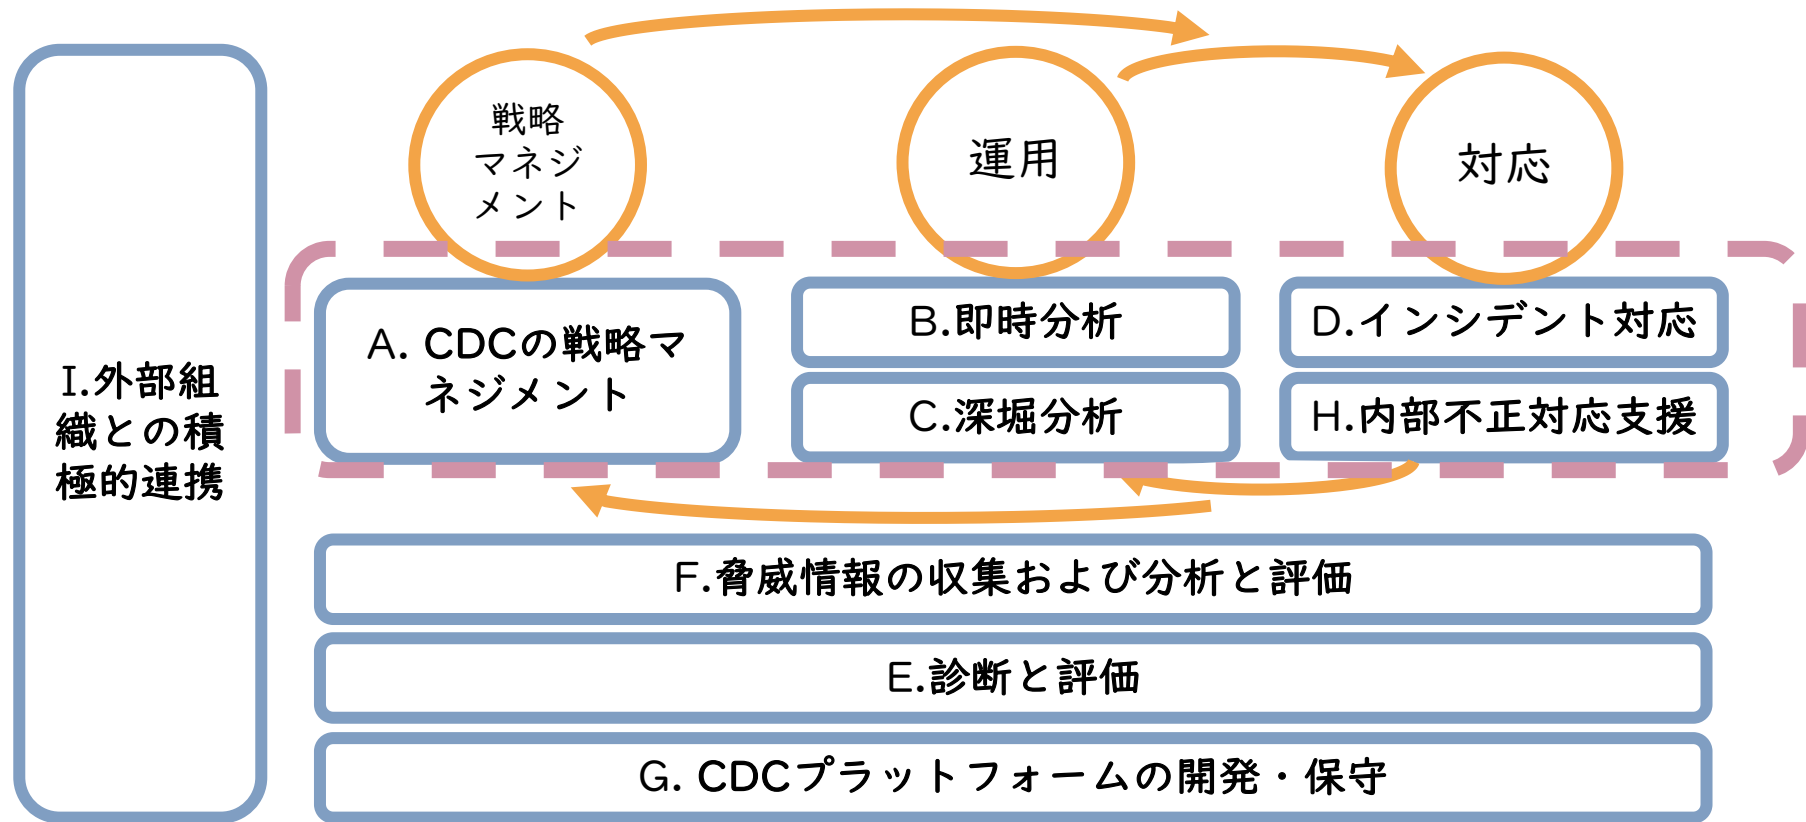 戦略
マネジ
メント
運用
対応
I.外部組
織との積
極的連携
A. CDCの戦略マ
ネジメント
B.即時分析
C.深堀分析
D.インシデント対応
H.内部不正対応支援
F.脅威情報の収集および分析と評価
E.診断と評価
G. CDCプラットフォームの開発・保守